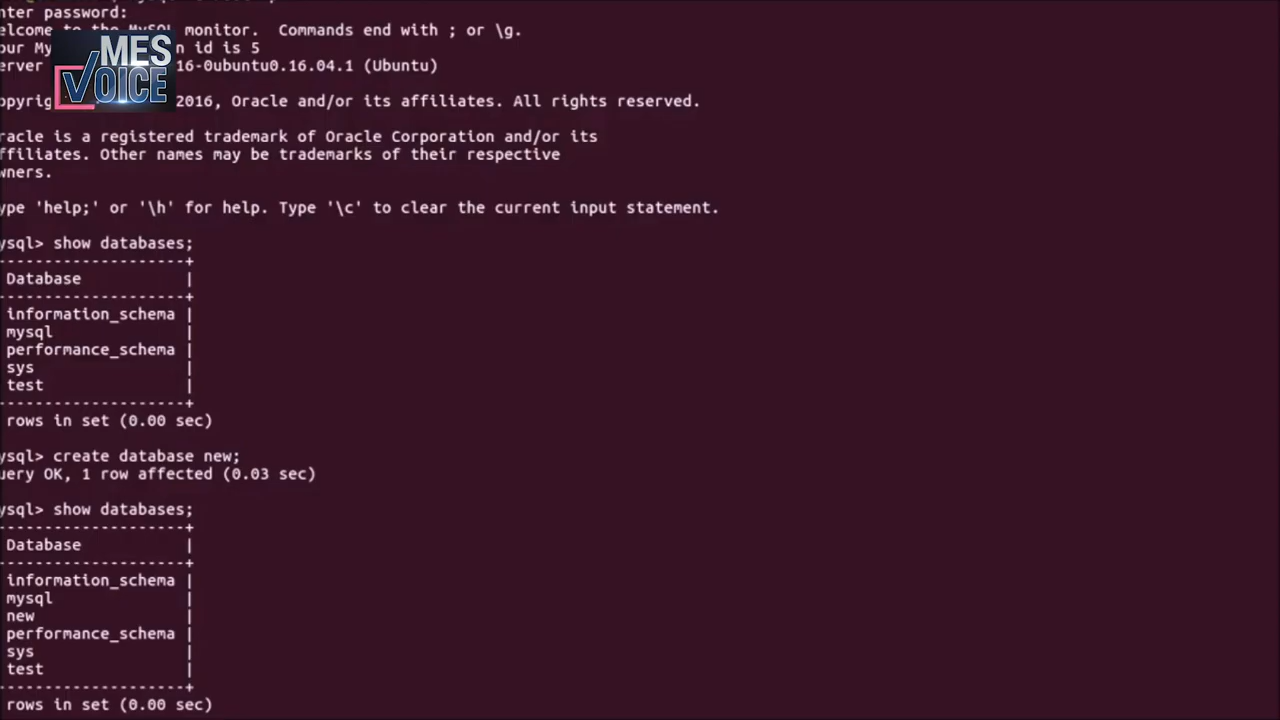 nter password:
elcome to the MySQL monitor.  Commands end with ; or \g.
our My n id is 5
erver 16-0ubuntu0.16.04.1 (Ubuntu)
MES
VOICE
opyrig 2016, Oracle and/or its affiliates. All rights reserved.
racle is a registered trademark of Oracle Corporation and/or its
ffiliates. Other names may be trademarks of their respective
wners.
ype 'help;' or '\h' for help. Type '\c' to clear the current input statement.
ysql> show databases;
--------------------+
Database           |
--------------------+
information_schema |
mysql              |
performance_schema |
sys                |
test               |
--------------------+
rows in set (0.00 sec)
ysql> create database new;
uery OK, 1 row affected (0.03 sec)
ysql> show databases;
--------------------+
Database           |
--------------------+
information_schema |
mysql              |
new                |
performance_schema |
sys                |
test               |
--------------------+
rows in set (0.00 sec)